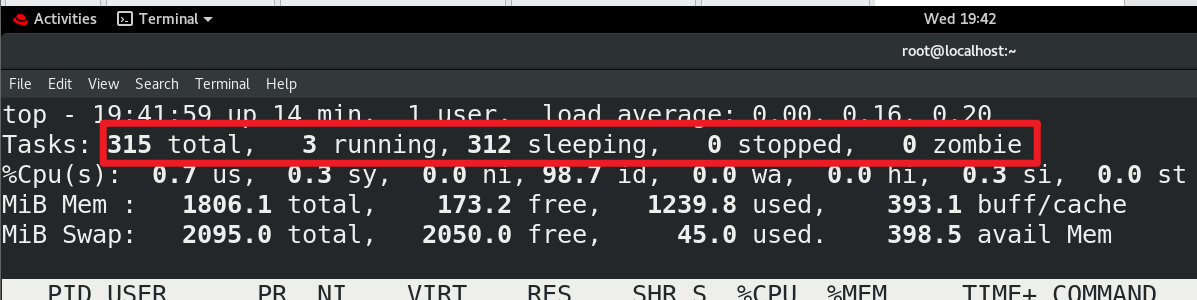 Activities Terminal Wed 19:42
root@localhost:~
File Edit View Search Terminal Help
top - 19:41:59 up 14 min, 1 user, load average: 0.00, 0.16, 0.20
Tasks: 315 total, 3 running, 312 sleeping, 0 stopped, 0 zombie
%Cpu(s): 0.7 us, 0.3 sy, 0.0 ni, 98.7 id, 0.0 wa, 0.0 hi, 0.3 si, 0.0 st
MiB Mem : 1806.1 total, 173.2 free, 1239.8 used, 393.1 buff/cache
MiB Swap: 2095.0 total, 2050.0 free, 45.0 used. 398.5 avail Mem
PID USER PR NI VIRT RES SHR S %CPU %MEM TIME+ COMMAND